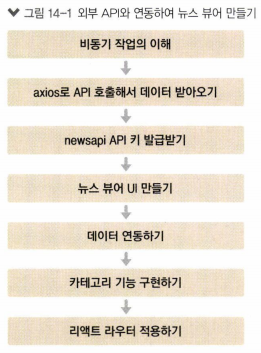 ▼ 그림 14-1 외부 API와 연동하여 뉴스 뷰어 만들기
비동기 작업의 이해
axios로 API 호출해서 데이터 받아오기
newsapi API 키 발급받기
뉴스 뷰어 UI 만들기
데이터 연동하기
카테고리 기능 구현하기
리액트 라우터 적용하기